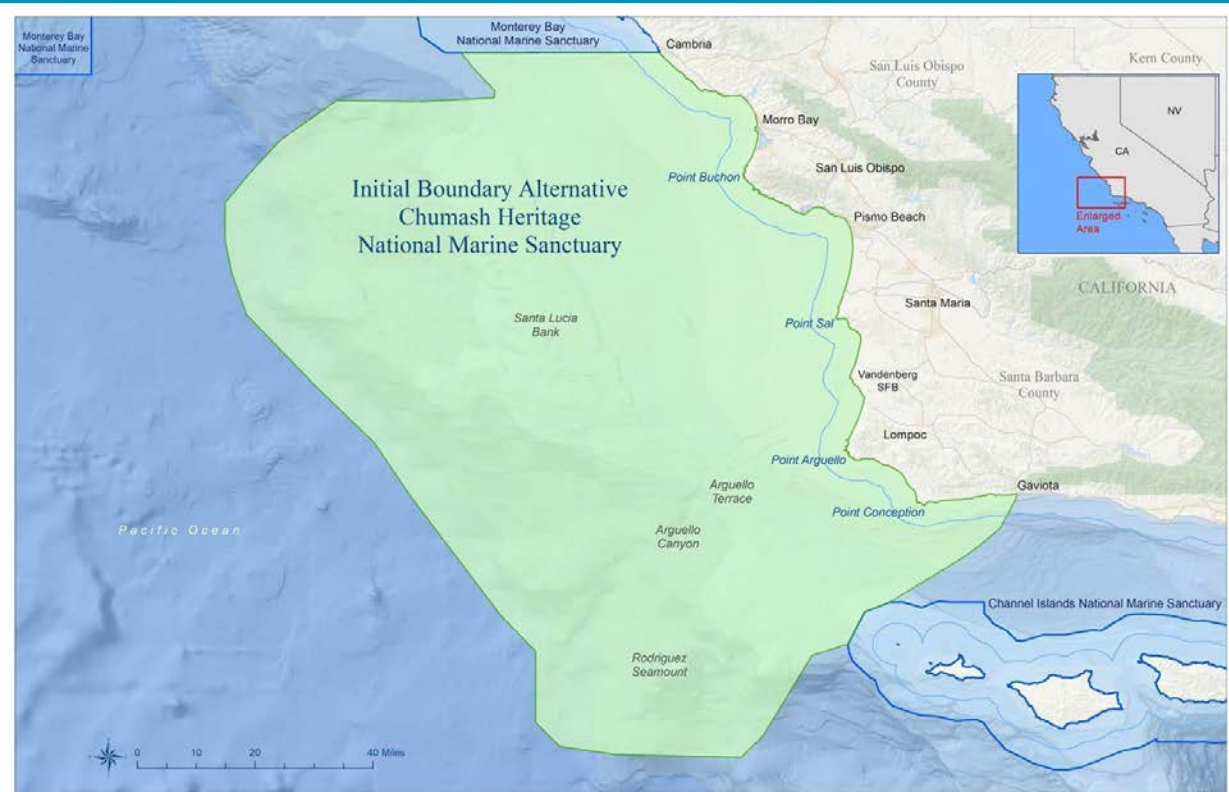 Monterey Bay
National Marine
Sanctuary
Monterey Bay
National Marine Sanctuary
Cambria
San Luis Obispo
County
Kern County
NV
CA
Enlarged
Area
Morro Bay
San Luis Obispo
Point Buchon
Pismo Beach
Initial Boundary Alternative
Chumash Heritage
National Marine Sanctuary
CALIFORNIA
Santa Maria
Santa Lucia
Bank
Point Sal
Vandenberg
SFB
Santa Barbara
County
Lompoc
Point Arguello
Arguello
Terrace
Gaviota
Point Conception
Pacific Ocean
Arguello
Canyon
Channel Islands National Marine Sanctuary
Rodriguez
Seamount
0 10 20 40 Miles